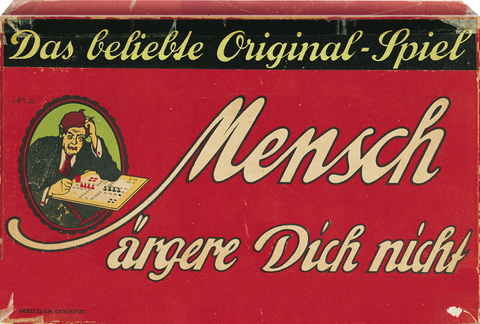 Das beliebte Original-Spiel
Mensch
ärgere Dich nicht
GESETZLICH GESCHÜTZT